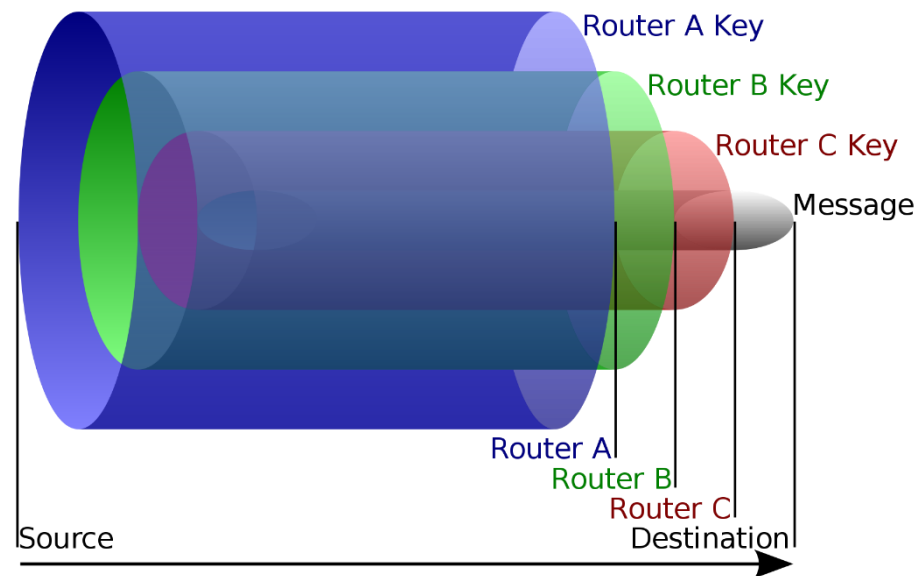 Router A Key
Router B Key
Router C Key
Message
Router A
Router B
Router C
Source
Destination